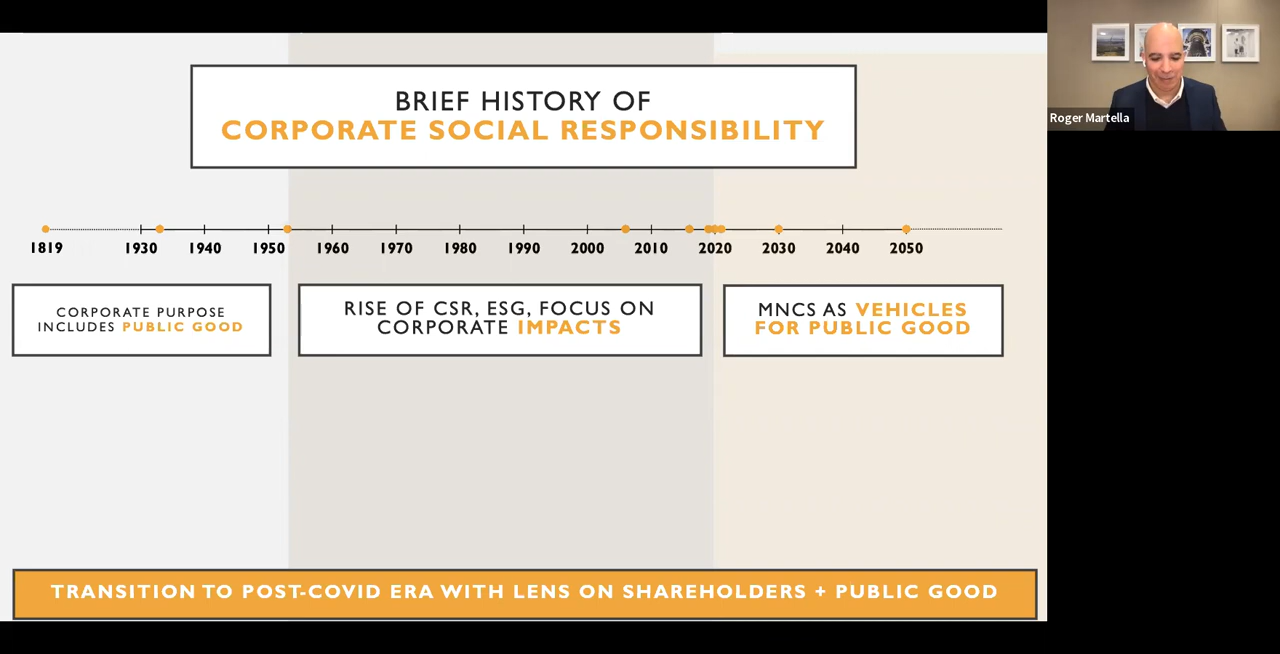 BRIEF HISTORY OF
CORPORATE SOCIAL RESPONSIBILITY
1819 1930 1940 1950 1960 1970 1980 1990 2000 2010 2020 2030 2040 2050
CORPORATE PURPOSE
INCLUDES PUBLIC GOOD
RISE OF CSR, ESG, FOCUS ON
CORPORATE IMPACTS
MNCS AS VEHICLES
FOR PUBLIC GOOD
TRANSITION TO POST-COVID ERA WITH LENS ON SHAREHOLDERS + PUBLIC GOOD
Roger Martella